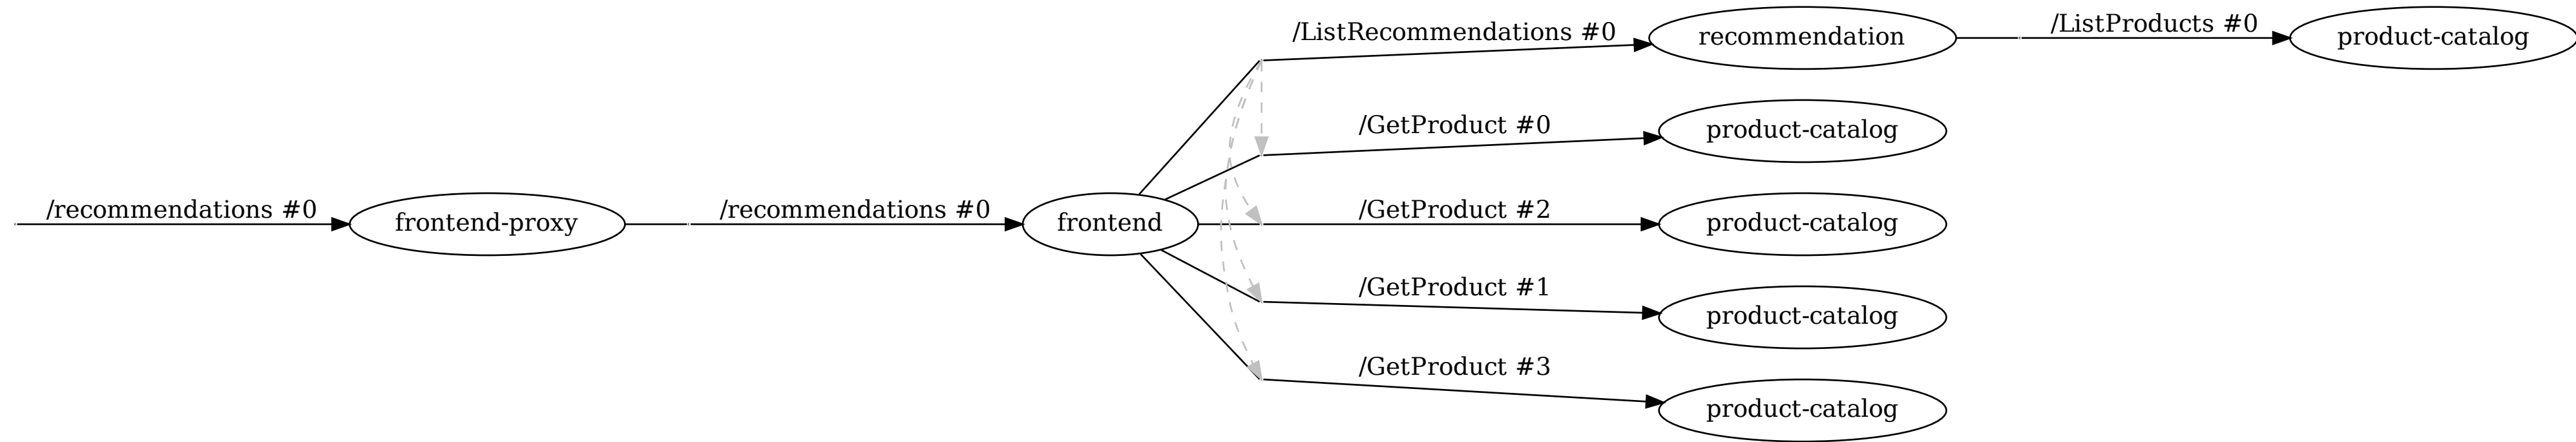 /ListRecommendations #0
recommendation
/ListProducts #0
product-catalog
/GetProduct #0
product-catalog
/recommendations #0
frontend-proxy
/recommendations #0
frontend
/GetProduct #2
product-catalog
/GetProduct #1
product-catalog
/GetProduct #3
product-catalog